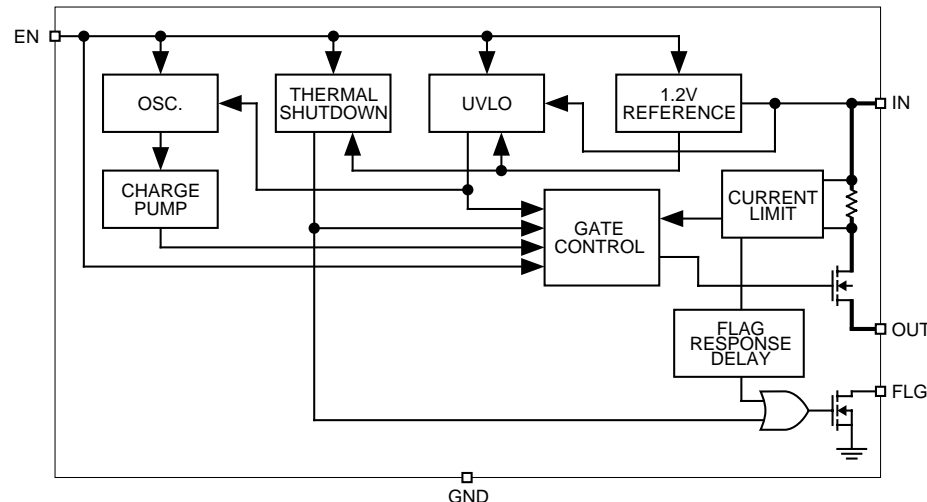 EN
OSC.
THERMAL
SHUTDOWN
UVLO
1.2V
REFERENCE
IN
CHARGE
PUMP
GATE
CONTROL
CURRENT
LIMIT
OUT
FLAG
RESPONSE
DELAY
FLG
GND